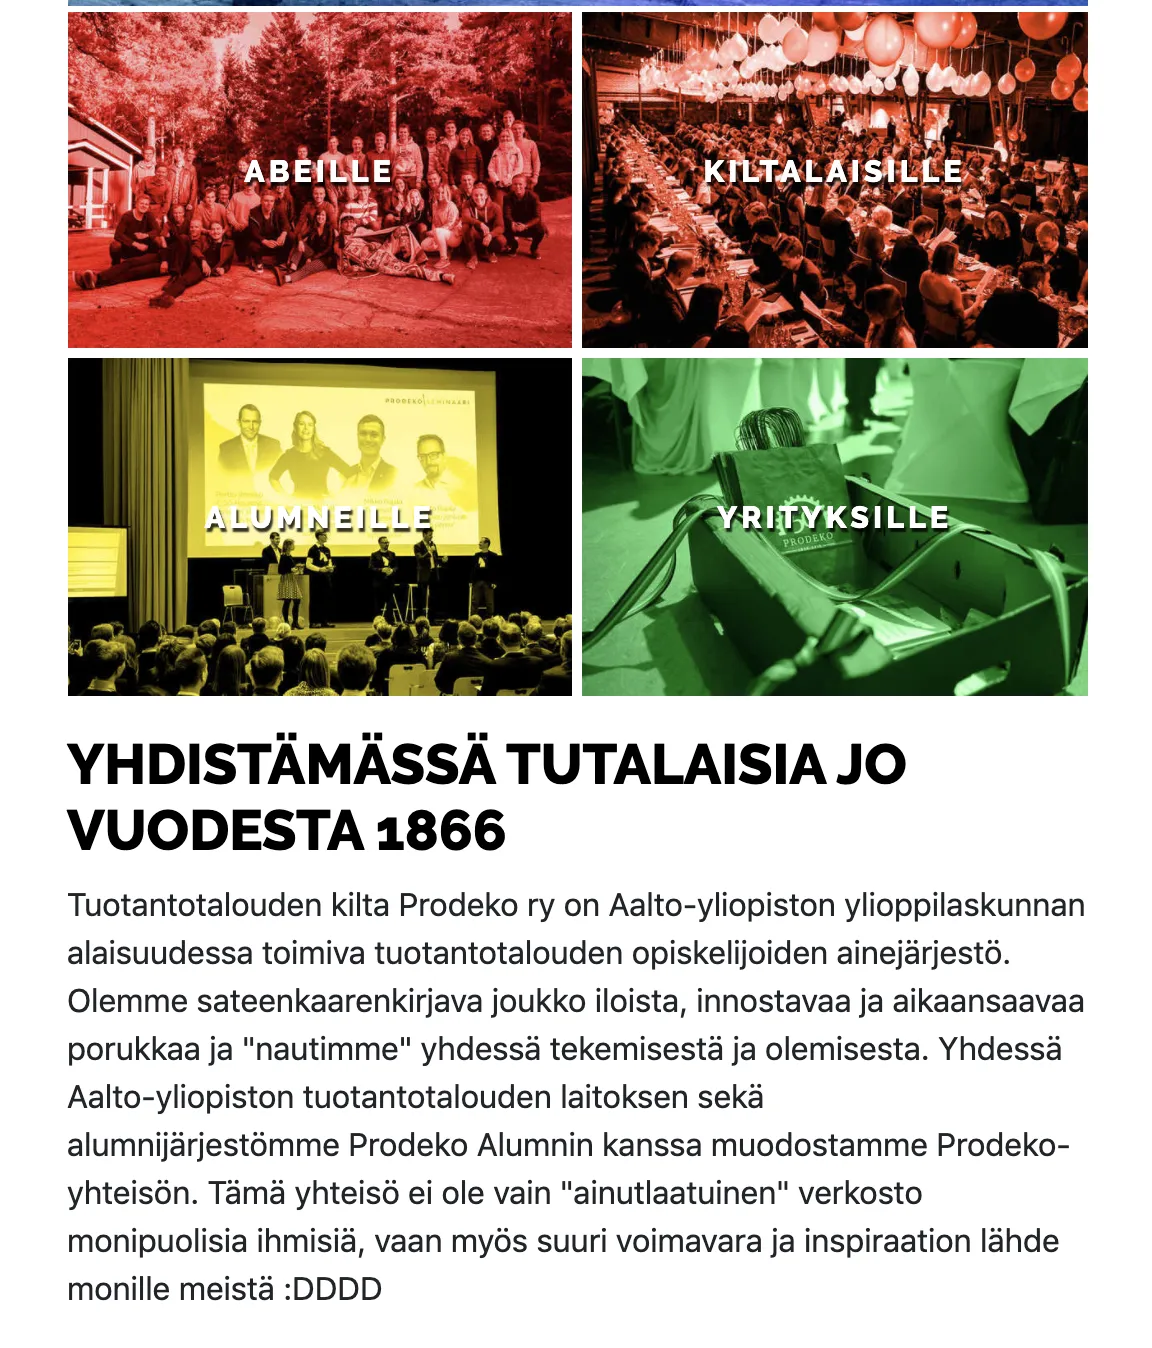 ABEILLE
KILTALAISILLE
PRODEKO SEMINAARI
ALUMNEILLE
YRITYKSILLE
PRODEKO
YHDISTÄMÄSSÄ TUTALAISIA JO
VUODESTA 1866
Tuotantotalouden kilta Prodeko ry on Aalto-yliopiston ylioppilaskunnan
alaisuudessa toimiva tuotantotalouden opiskelijoiden ainejärjestö.
Olemme sateenkaarenkirjava joukko iloista, innostavaa ja aikaansaavaa
porukkaa ja "nautimme" yhdessä tekemisestä ja olemisesta. Yhdessä
Aalto-yliopiston tuotantotalouden laitoksen sekä
alumnijärjestömme Prodeko Alumnin kanssa muodostamme Prodeko-
yhteisön. Tämä yhteisö ei ole vain "ainutlaatuinen" verkosto
monipuolisia ihmisiä, vaan myös suuri voimavara ja inspiraation lähde
monille meistä :DDDD